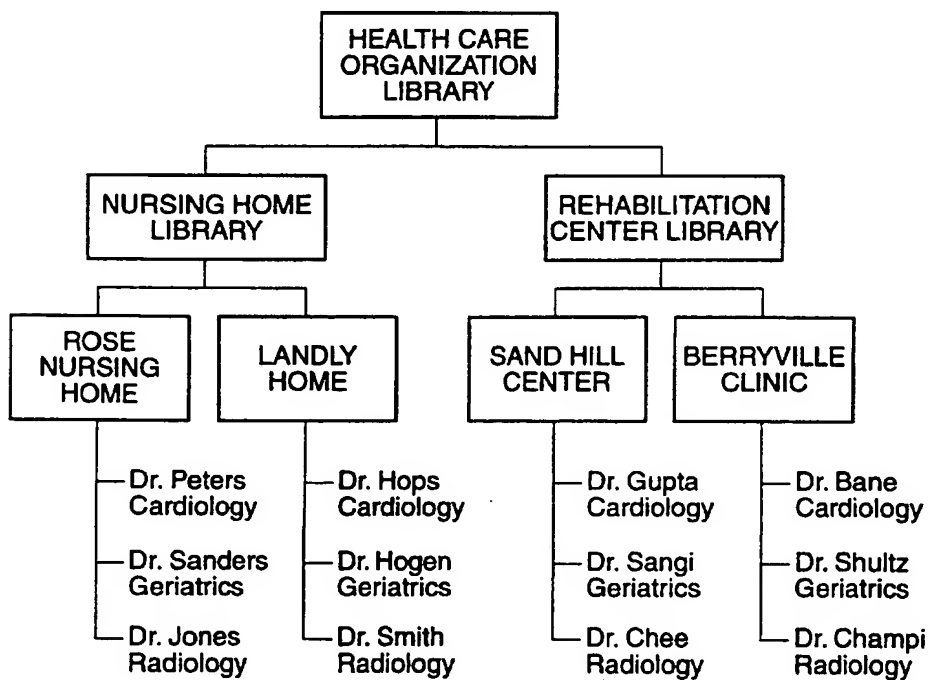 HEALTH CARE
ORGANIZATION
LIBRARY
NURSING HOME
LIBRARY
REHABILITATION
CENTER LIBRARY
ROSE
NURSING
HOME
LANDLY
HOME
SAND HILL
CENTER
BERRYVILLE
CLINIC
Dr. Peters
Cardiology
Dr. Sanders
Geriatrics
Dr. Jones
Radiology
Dr. Hops
Cardiology
Dr. Hogen
Geriatrics
Dr. Smith
Radiology
Dr. Gupta
Cardiology
Dr. Sangi
Geriatrics
Dr. Chee
Radiology
Dr. Bane
Cardiology
Dr. Shultz
Geriatrics
Dr. Champi
Radiology